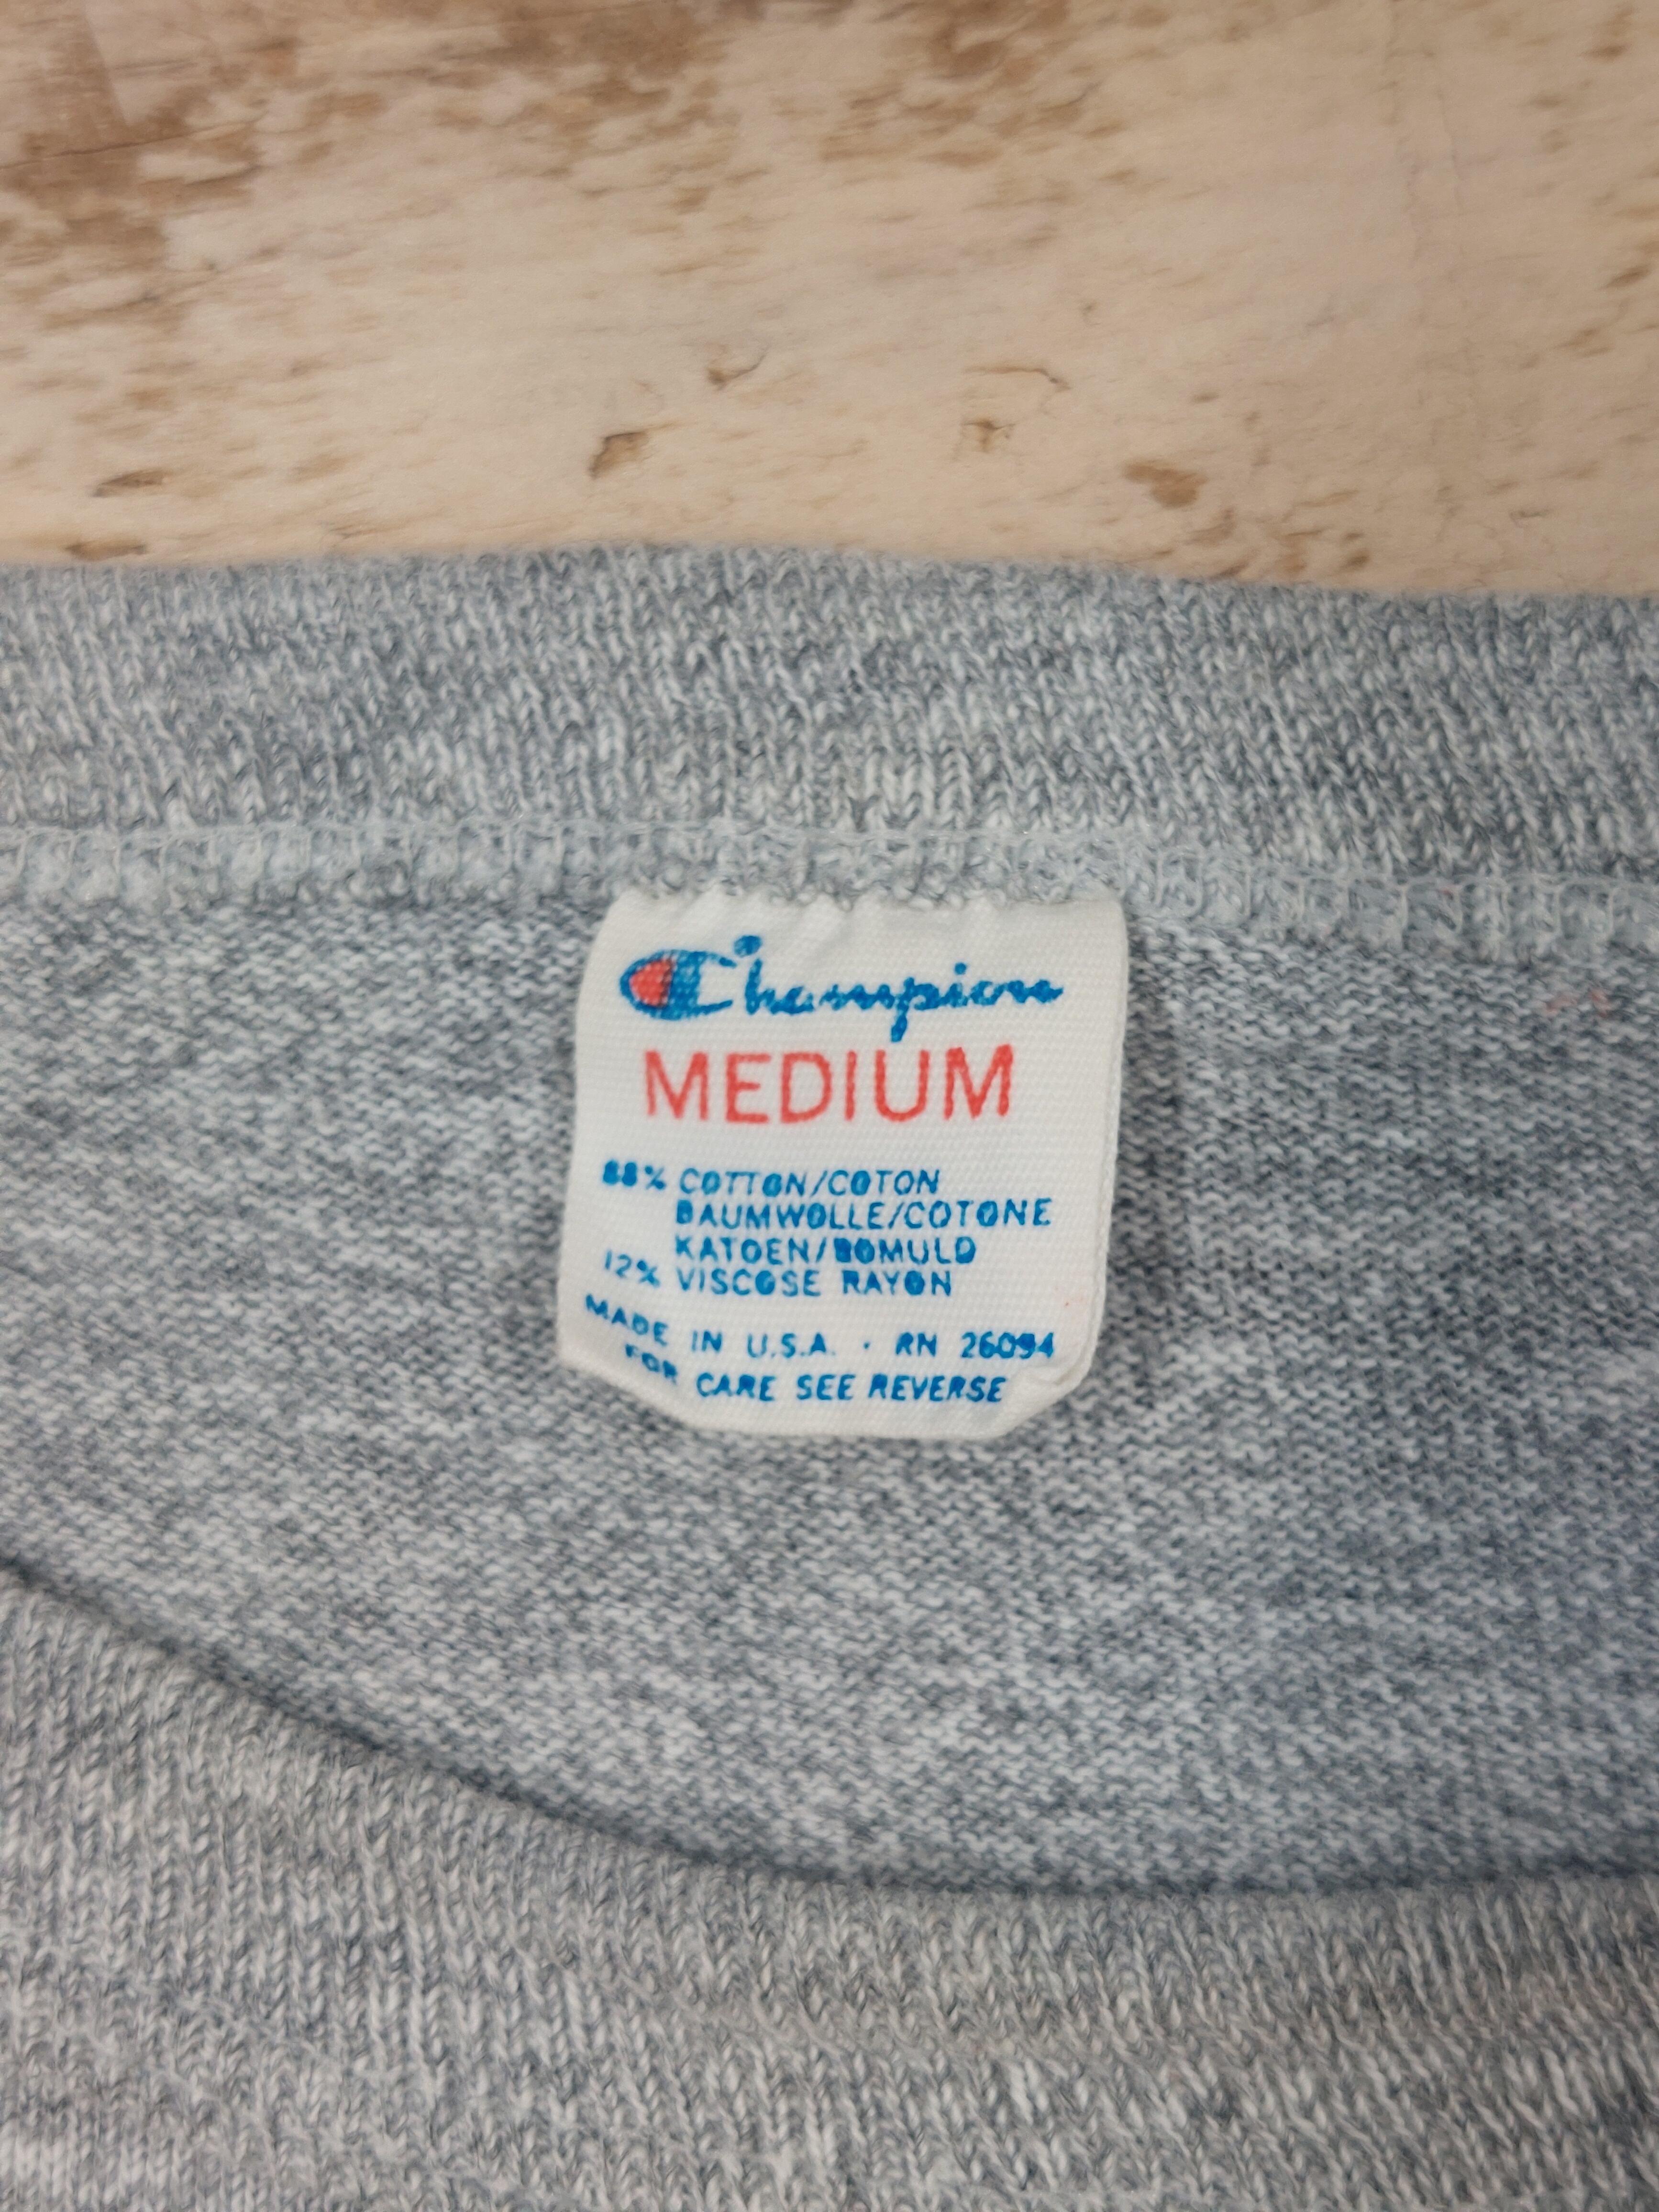 Champion
MEDIUM
88% COTTON/COTON
BAUMWOLLE/COTONE
KATOEN/BOMULD
12% VISCOSE RAYON
MADE IN U.S.A. · RN 26094
FOR CARE SEE REVERSE